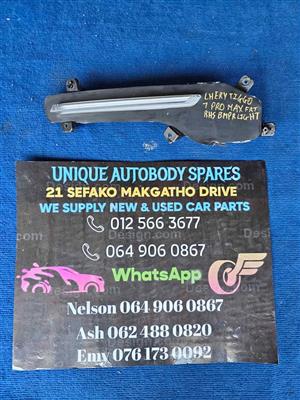 CHERY TIGGO
7 PRO MAX FAT
RHS BMPR LIGHT
UNIQUE AUTOBODY SPARES
21 SEFAKO MAKGATHO DRIVE
WE SUPPLY NEW & USED CAR PARTS
012 566 3677
064 906 0867
WhatsApp
Nelson 064 906 0867
Ash 062 488 0820
Emy 076 173 0092